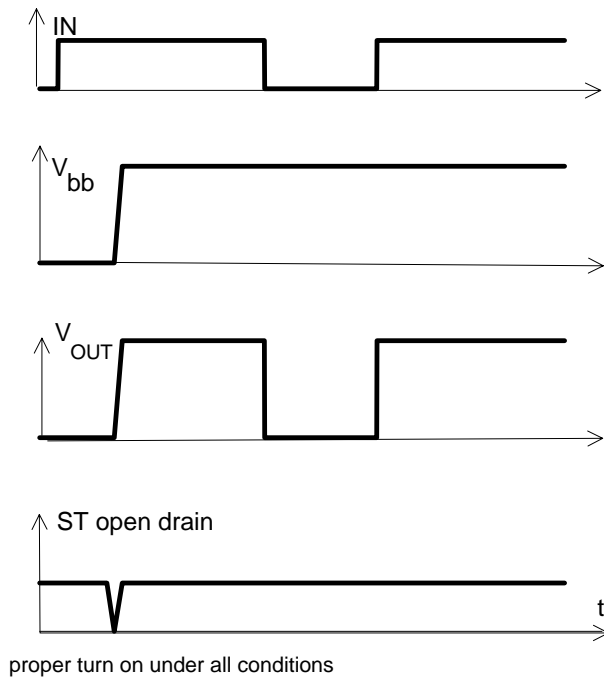 IN
V
bb
V
OUT
ST open drain
t
proper turn on under all conditions